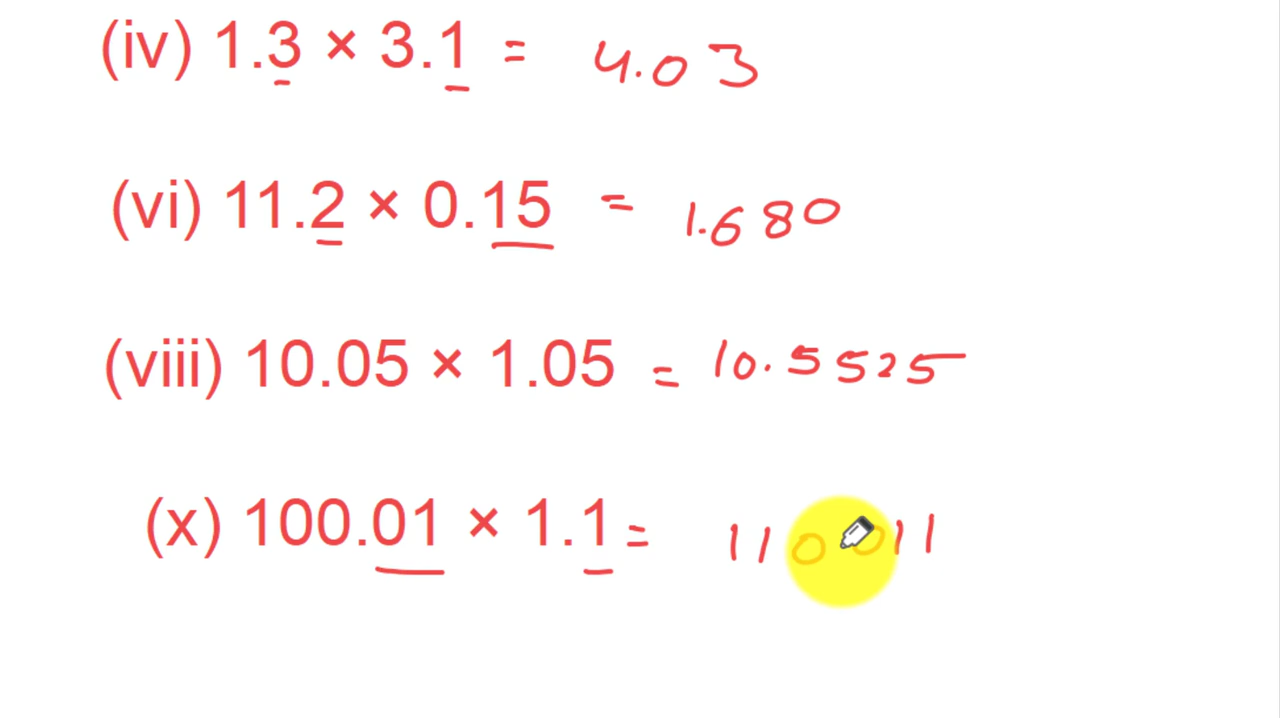 (iv) 1.3 × 3.1 = 4.03
(vi) 11.2 × 0.15 = 1.680
(viii) 10.05 × 1.05 = 10.5525
(x) 100.01 × 1.1 = 110011